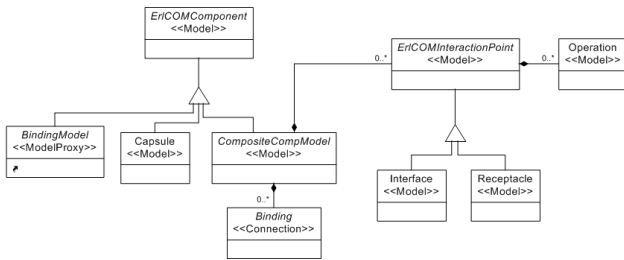 ErlCOMComponent
<<Model>>
ErlCOMInteractionPoint
<<Model>>
Operation
<<Model>>
0..*
0..*
BindingModel
<<ModelProxy>>
Capsule
<<Model>>
CompositeCompModel
<<Model>>
Interface
<<Model>>
Receptacle
<<Model>>
0..*
Binding
<<Connection>>